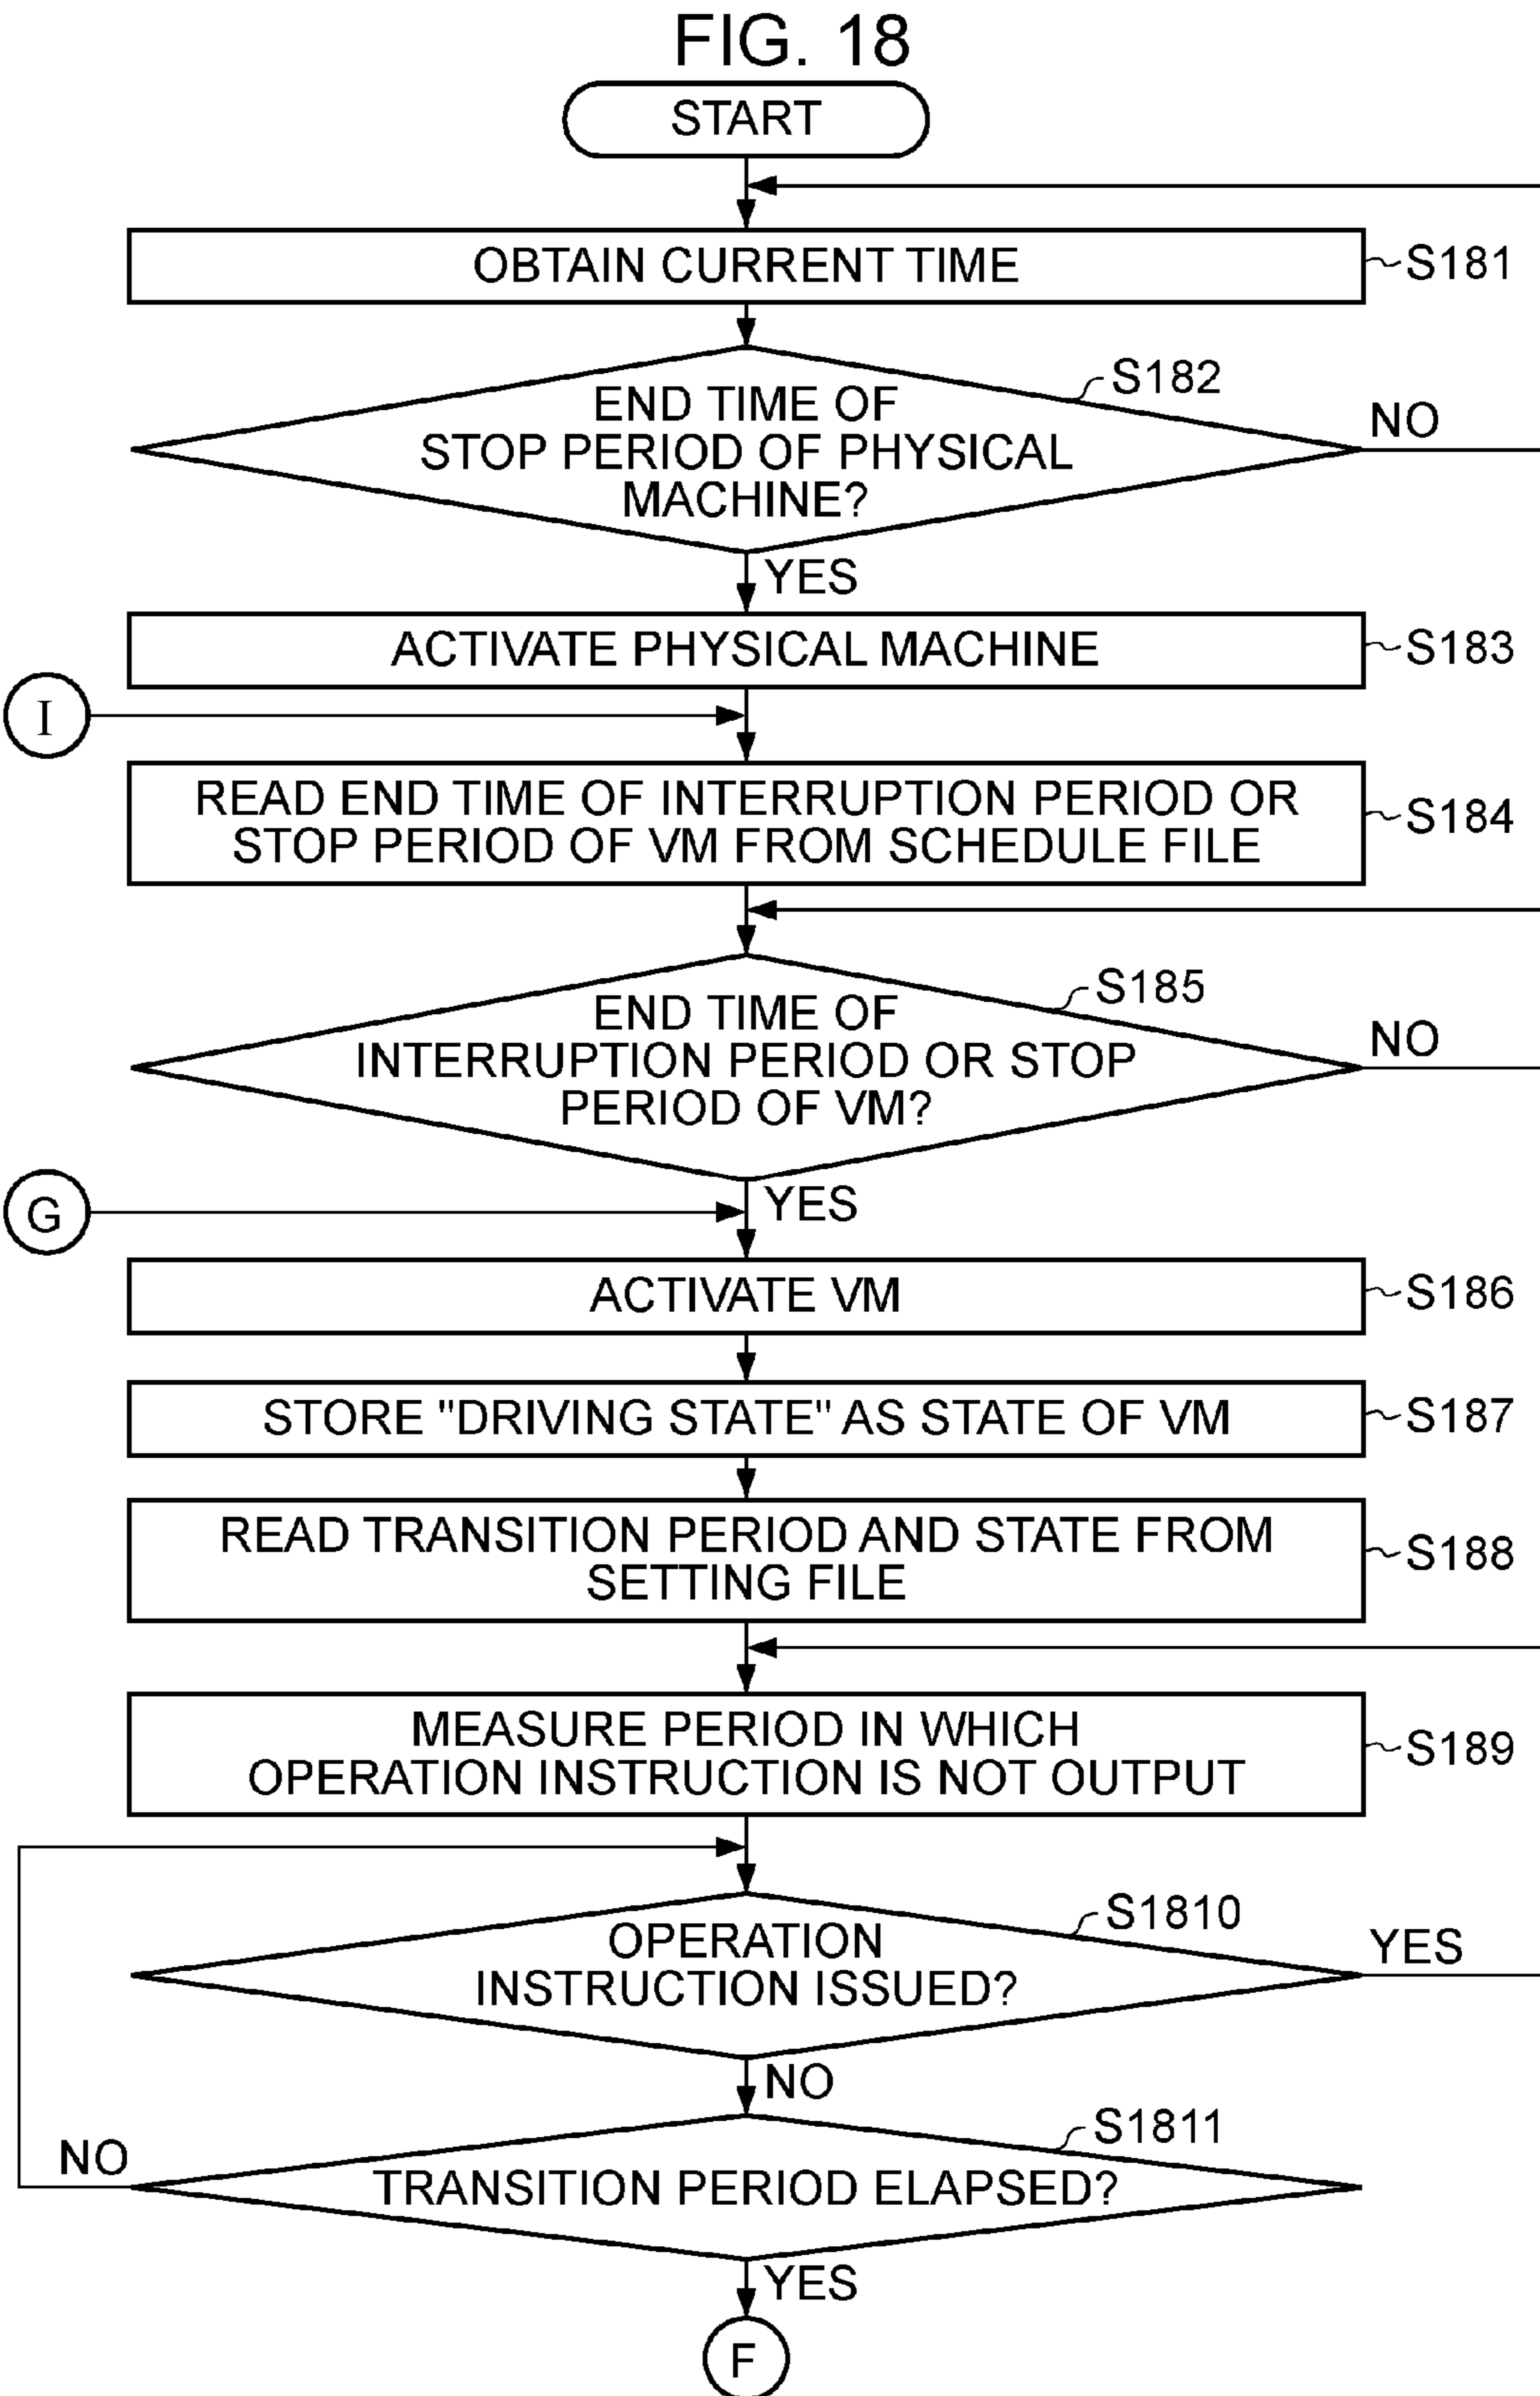 FIG. 18
START
OBTAIN CURRENT TIME
S181
S182
END TIME OF
STOP PERIOD OF PHYSICAL
MACHINE?
NO
YES
ACTIVATE PHYSICAL MACHINE
S183
I
READ END TIME OF INTERRUPTION PERIOD OR
STOP PERIOD OF VM FROM SCHEDULE FILE
S184
S185
END TIME OF
INTERRUPTION PERIOD OR STOP
PERIOD OF VM?
NO
YES
G
ACTIVATE VM
S186
STORE "DRIVING STATE" AS STATE OF VM
S187
READ TRANSITION PERIOD AND STATE FROM
SETTING FILE
S188
MEASURE PERIOD IN WHICH
OPERATION INSTRUCTION IS NOT OUTPUT
S189
S1810
OPERATION
INSTRUCTION ISSUED?
YES
NO
S1811
NO
TRANSITION PERIOD ELAPSED?
YES
F